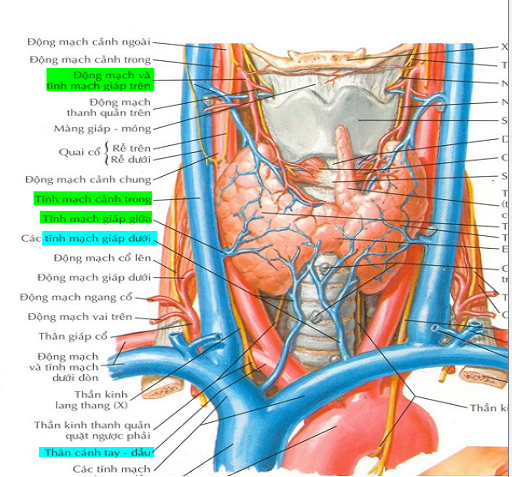 Động mạch cảnh ngoài
Động mạch cảnh trong
Động mạch và
tĩnh mạch giáp trên
Động mạch
thanh quản trên
Màng giáp - móng
Quai cổ { Rễ trên
Rễ dưới
Động mạch cảnh chung
Tĩnh mạch cảnh trong
Tĩnh mạch giáp giữa
Các tĩnh mạch giáp dưới
Động mạch cổ lên
Động mạch giáp dưới
Động mạch ngang cổ
Động mạch vai trên
Thân giáp cổ
Động mạch
và tĩnh mạch
dưới đòn
Thần kinh
lang thang (X)
Thần kinh thanh quản
quặt ngược phải
Thân cánh tay - đầu
Các tĩnh mạch
X
T
N
N
S
C
S
T
(t
c
T
T
E
C
tr
T
C
Thần ki